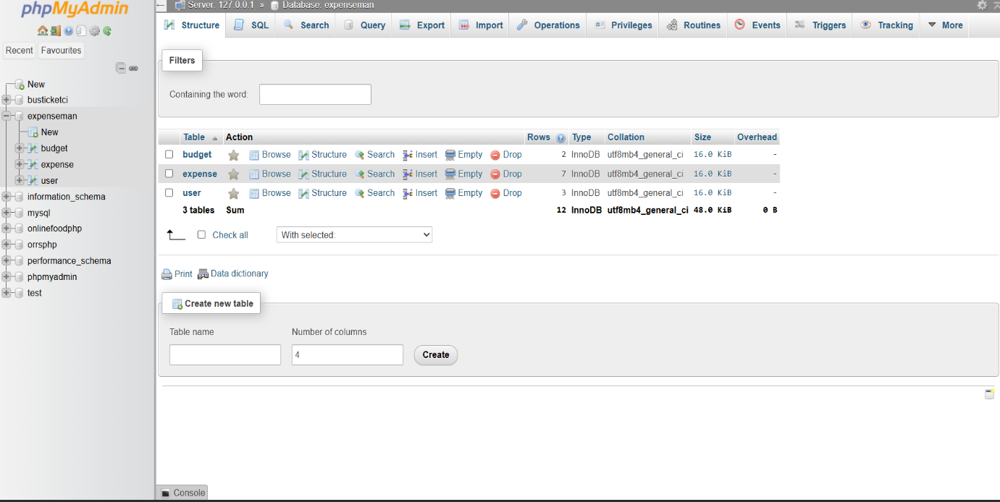 phpMyAdmin
Recent Favourites
New
busticketci
expenseman
New
budget
expense
user
information_schema
mysql
onlinefoodphp
orrsphp
performance_schema
phpmyadmin
test
Server: 127.0.0.1 » Database: expenseman
Structure SQL Search Query Export Import Operations Privileges Routines Events Triggers Tracking More
Filters
Containing the word:
Table Action Rows Type Collation Size Overhead
budget Browse Structure Search Insert Empty Drop 2 InnoDB utf8mb4_general_ci 16.0 KiB -
expense Browse Structure Search Insert Empty Drop 7 InnoDB utf8mb4_general_ci 16.0 KiB -
user Browse Structure Search Insert Empty Drop 3 InnoDB utf8mb4_general_ci 16.0 KiB -
3 tables Sum 12 InnoDB utf8mb4_general_ci 48.0 KiB 0 B
Check all With selected:
Print Data dictionary
Create new table
Table name Number of columns
4 Create
Console